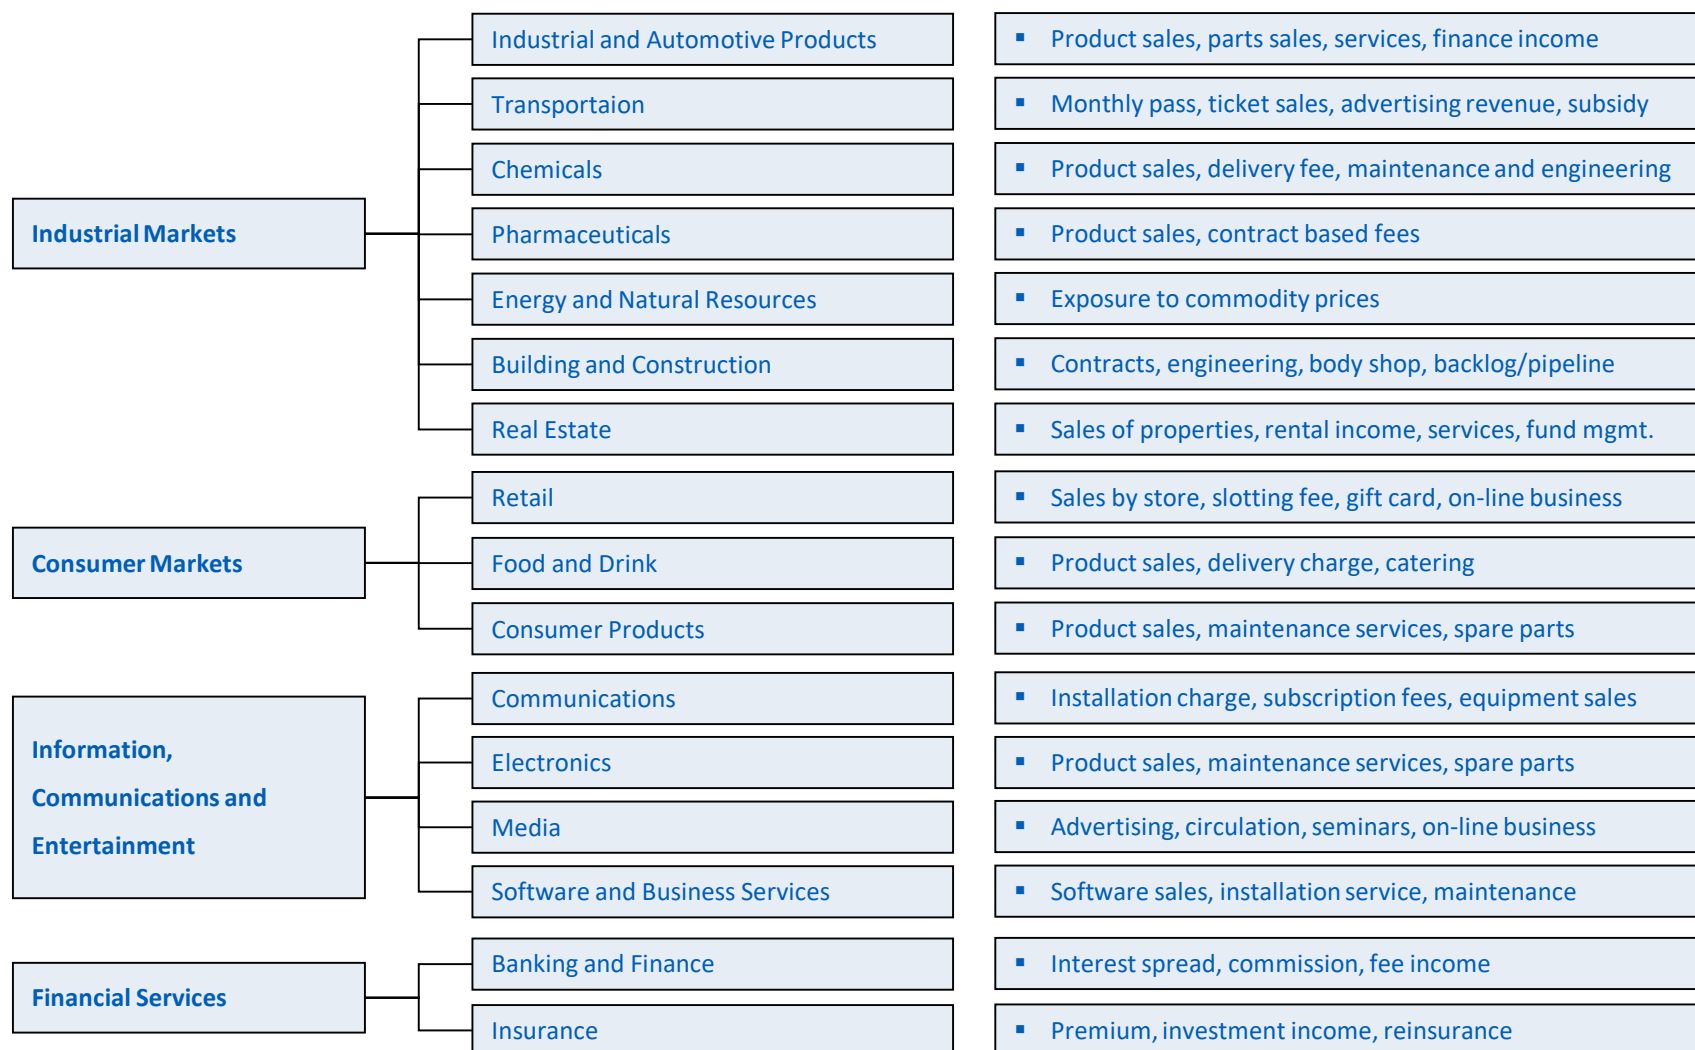 Industrial and Automotive Products
▪ Product sales, parts sales, services, finance income
Transportaion
▪ Monthly pass, ticket sales, advertising revenue, subsidy
Chemicals
▪ Product sales, delivery fee, maintenance and engineering
Industrial Markets
Pharmaceuticals
▪ Product sales, contract based fees
Energy and Natural Resources
▪ Exposure to commodity prices
Building and Construction
▪ Contracts, engineering, body shop, backlog/pipeline
Real Estate
▪ Sales of properties, rental income, services, fund mgmt.
Retail
▪ Sales by store, slotting fee, gift card, on-line business
Consumer Markets
Food and Drink
▪ Product sales, delivery charge, catering
Consumer Products
▪ Product sales, maintenance services, spare parts
Communications
▪ Installation charge, subscription fees, equipment sales
Information,
Communications and
Entertainment
Electronics
▪ Product sales, maintenance services, spare parts
Media
▪ Advertising, circulation, seminars, on-line business
Software and Business Services
▪ Software sales, installation service, maintenance
Financial Services
Banking and Finance
▪ Interest spread, commission, fee income
Insurance
▪ Premium, investment income, reinsurance